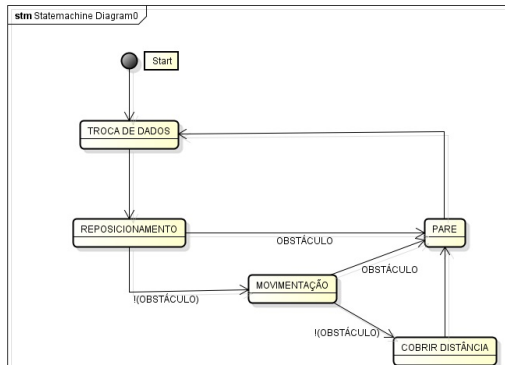 stm Statemachine Diagram0
Start
TROCA DE DADOS
REPOSICIONAMENTO
PARE
OBSTÁCULO
OBSTÁCULO
MOVIMENTAÇÃO
!(OBSTÁCULO)
!(OBSTÁCULO)
COBRIR DISTÂNCIA